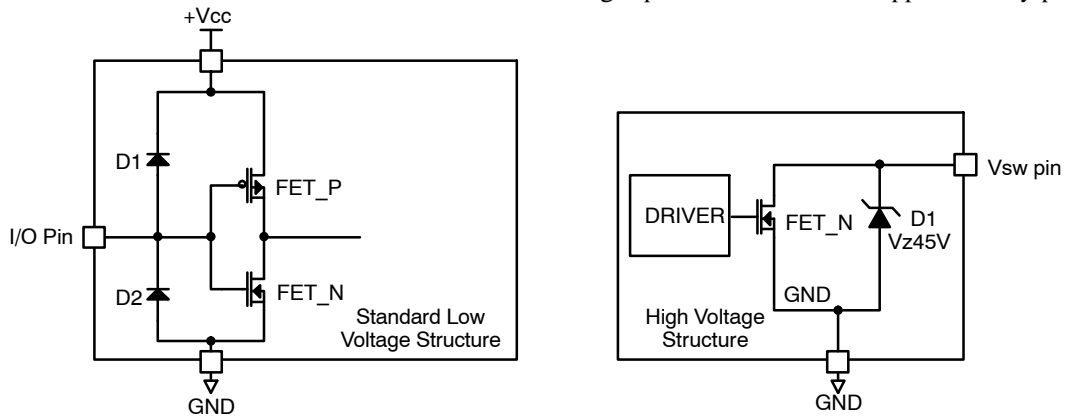 +Vcc
D1
FET_P
I/O Pin
D2
FET_N
Standard Low
Voltage Structure
GND
Vsw pin
DRIVER
FET_N
D1
Vz45V
GND
High Voltage
Structure
GND